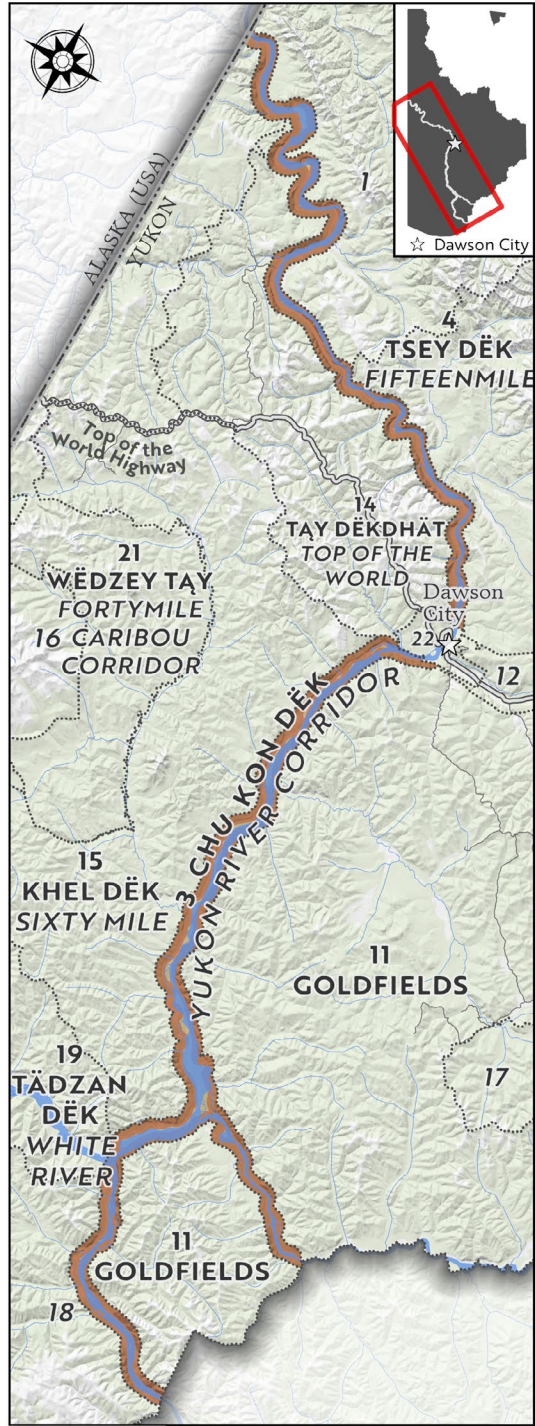 ALASKA (USA)
YUKON
☆ Dawson City
1
4
TSEY DËK
FIFTEENMILE
Top of the
World Highway
14
TĄY DËKDHÄT
TOP OF THE
WORLD
21
WËDZEY TĄY
FORTYMILE
16 CARIBOU
CORRIDOR
Dawson
City
22
12
3 CHU KON DËK
YUKON RIVER CORRIDOR
15
KHEL DËK
SIXTY MILE
11
GOLDFIELDS
19
TÄDZAN
DËK
WHITE
RIVER
17
11
GOLDFIELDS
18